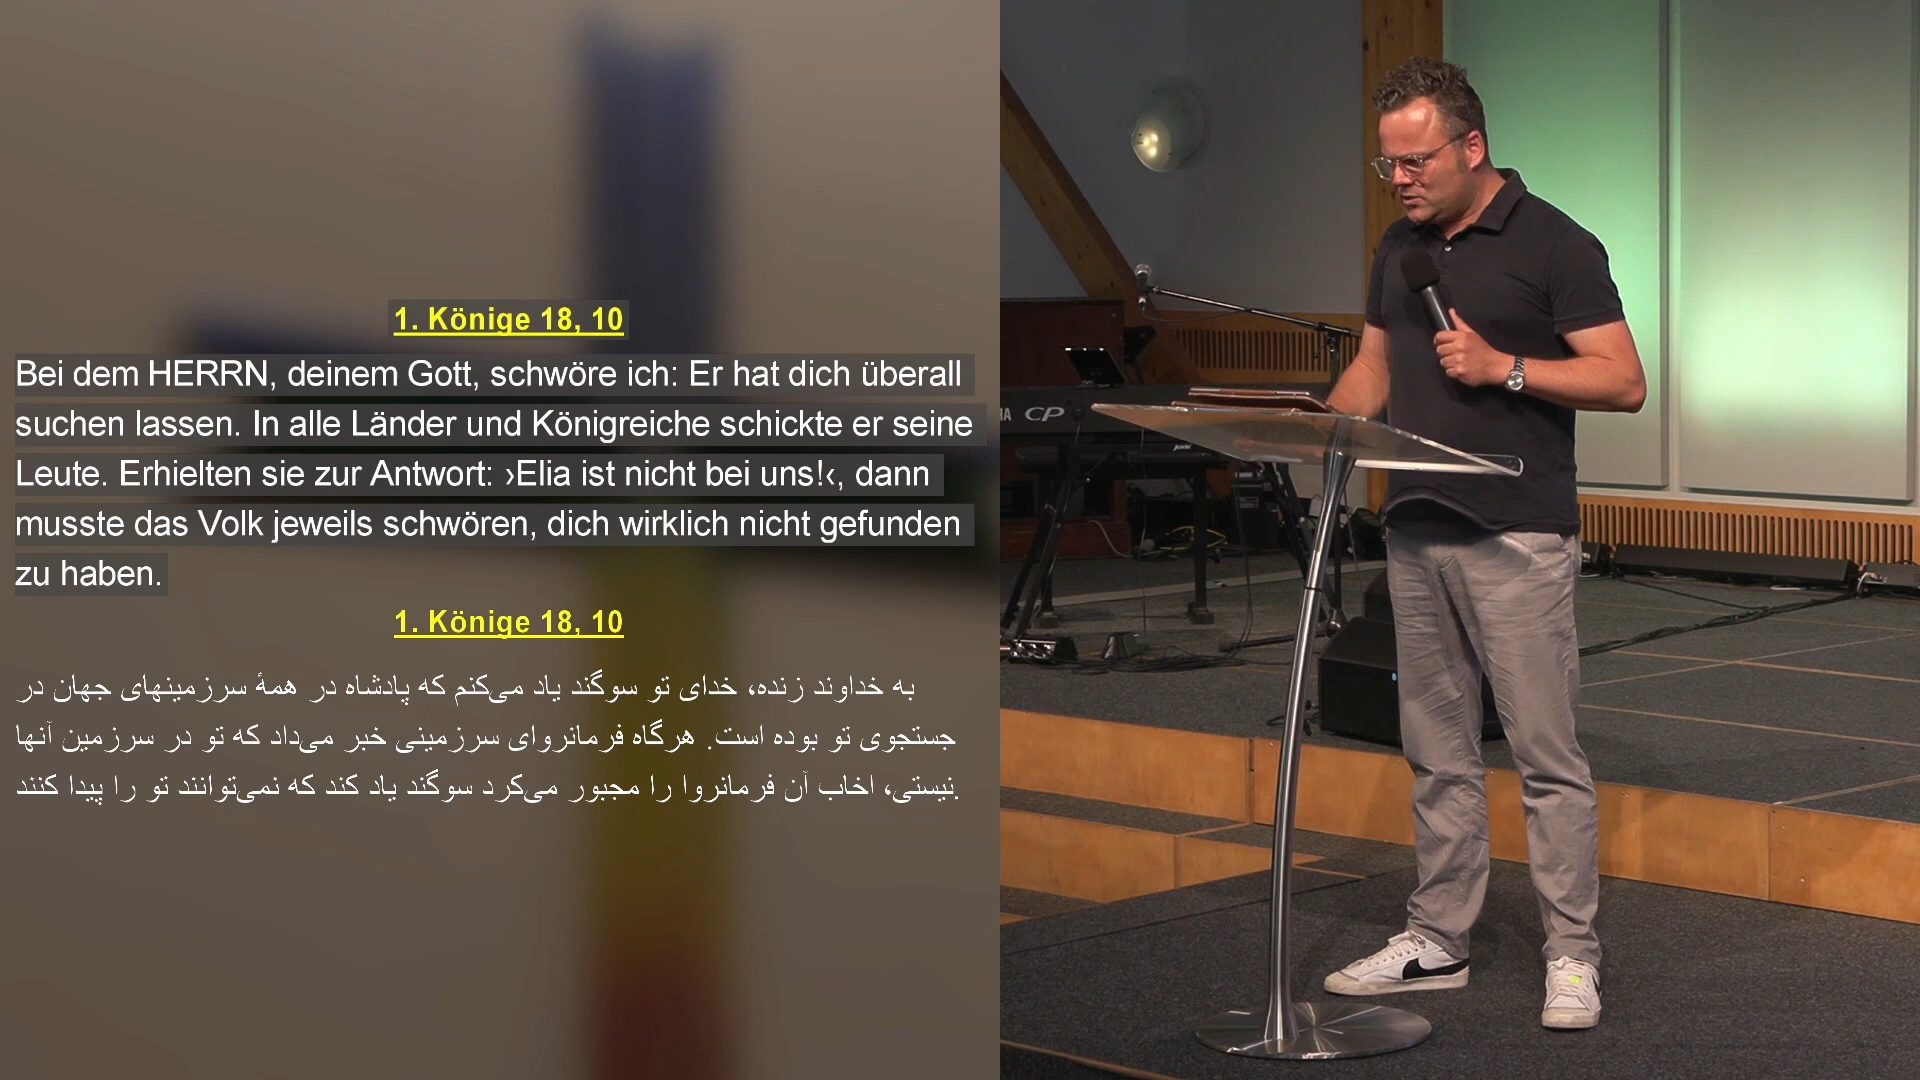 1. Könige 18, 10
Bei dem HERRN, deinem Gott, schwöre ich: Er hat dich überall
suchen lassen. In alle Länder und Königreiche schickte er seine
Leute. Erhielten sie zur Antwort: ›Elia ist nicht bei uns!‹, dann
musste das Volk jeweils schwören, dich wirklich nicht gefunden
zu haben.
1. Könige 18, 10
به خداوند زنده، خدای تو سوگند یاد می‌کنم که پادشاه در همهٔ سرزمینهای جهان در
جستجوی تو بوده است. هرگاه فرمانروای سرزمینی خبر می‌داد که تو در سرزمین آنها
نیستی، اخاب آن فرمانروا را مجبور می‌کرد سوگند یاد کند که نمی‌توانند تو را پیدا کنند.
CP